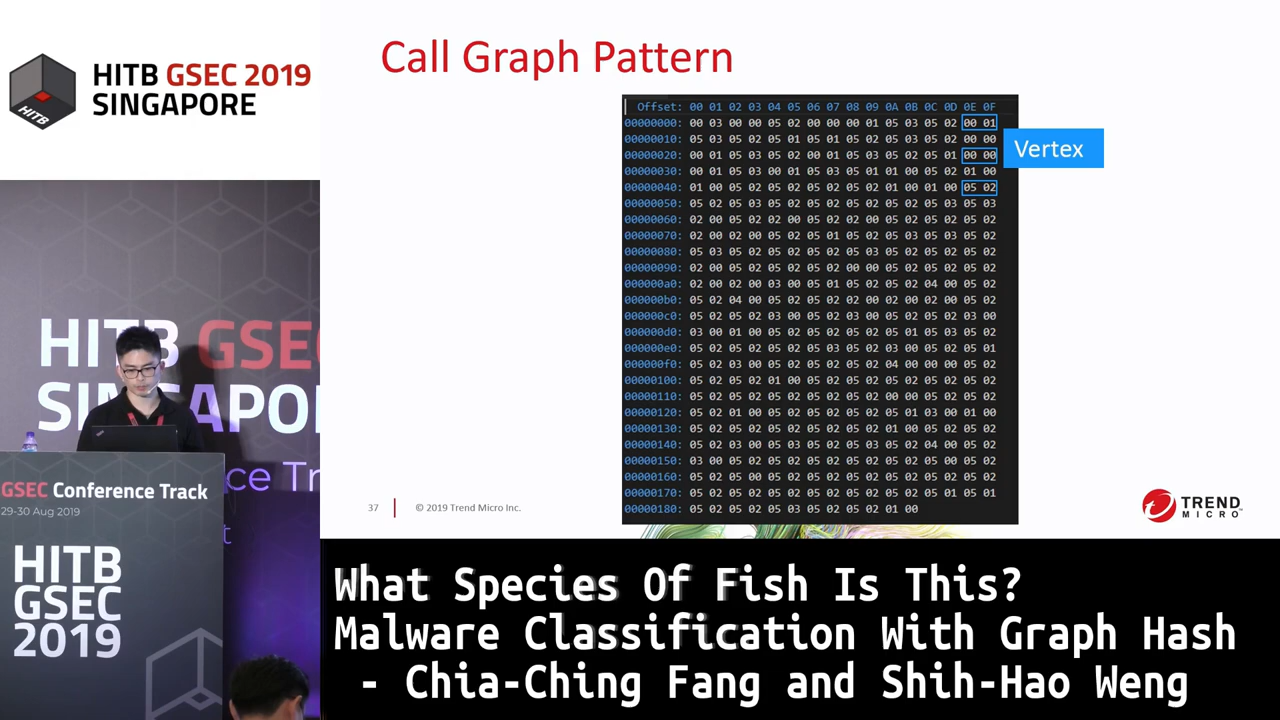 HITB GSEC 2019
SINGAPORE
HITB
Call Graph Pattern
Offset: 00 01 02 03 04 05 06 07 08 09 0A 0B 0C 0D 0E 0F
00000000: 00 03 00 00 05 02 00 00 00 01 05 03 05 02 00 01
00000010: 05 03 05 02 05 01 05 01 05 02 05 03 05 02 00 00
00000020: 00 01 05 03 05 02 00 01 05 03 05 02 05 01 00 00
00000030: 00 01 05 03 00 01 05 03 05 01 01 00 05 02 01 00
00000040: 01 00 05 02 05 02 05 02 05 02 01 00 01 00 05 02
00000050: 05 02 05 03 05 02 05 02 05 02 05 02 05 03 05 03
00000060: 02 00 05 02 02 00 05 02 02 00 05 02 05 02 05 02
00000070: 02 00 02 00 05 02 05 01 05 02 05 03 05 03 05 02
00000080: 05 03 05 02 05 02 05 02 05 02 05 02 05 02 05 02
00000090: 02 00 05 02 05 02 05 02 00 00 05 02 05 02 05 02
000000a0: 02 00 02 00 03 00 05 01 05 02 05 02 04 00 05 02
000000b0: 05 02 04 00 05 02 05 02 02 00 02 00 02 00 05 02
000000c0: 05 02 05 02 03 00 05 02 03 00 05 02 05 02 03 00
000000d0: 03 00 01 00 05 02 05 02 05 02 05 01 05 03 05 02
000000e0: 05 02 05 02 05 02 05 03 05 02 03 00 05 02 05 01
000000f0: 05 02 03 00 05 02 05 02 05 02 04 00 00 00 05 02
00000100: 05 02 05 02 01 00 05 02 05 02 05 02 05 02 05 02
00000110: 05 02 05 02 05 02 05 02 05 02 00 00 05 02 05 02
00000120: 05 02 01 00 05 02 05 02 05 02 05 01 03 00 01 00
00000130: 05 02 05 02 05 02 05 02 05 02 01 00 05 02 05 02
00000140: 05 02 03 00 05 03 05 02 05 03 05 02 04 00 05 02
00000150: 03 00 05 02 05 02 05 02 05 02 05 02 00 00 05 02
00000160: 05 02 05 00 05 02 05 02 05 02 05 02 05 02 05 02
00000170: 05 02 05 02 05 02 05 02 05 02 05 02 05 01 05 01
00000180: 05 02 05 02 05 03 05 02 05 02 01 00
Vertex
37
© 2019 Trend Micro Inc.
TREND
MICRO
HITB GSEC
SINGAPO
ce Tr
GSEC Conference Track
29-30 Aug 2019
HITB
GSEC
2019
What Species Of Fish Is This?
Malware Classification With Graph Hash
- Chia-Ching Fang and Shih-Hao Weng